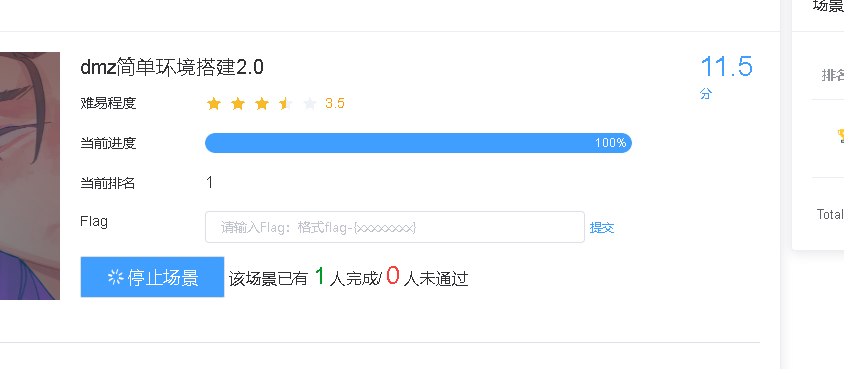 场景
dmz简单环境搭建2.0
11.5
分
难易程度
3.5
当前进度
100%
排名
当前排名
1
Flag
请输入Flag：格式flag-{xxxxxxxx}
提交
Total
停止场景
该场景已有 1 人完成/ 0 人未通过